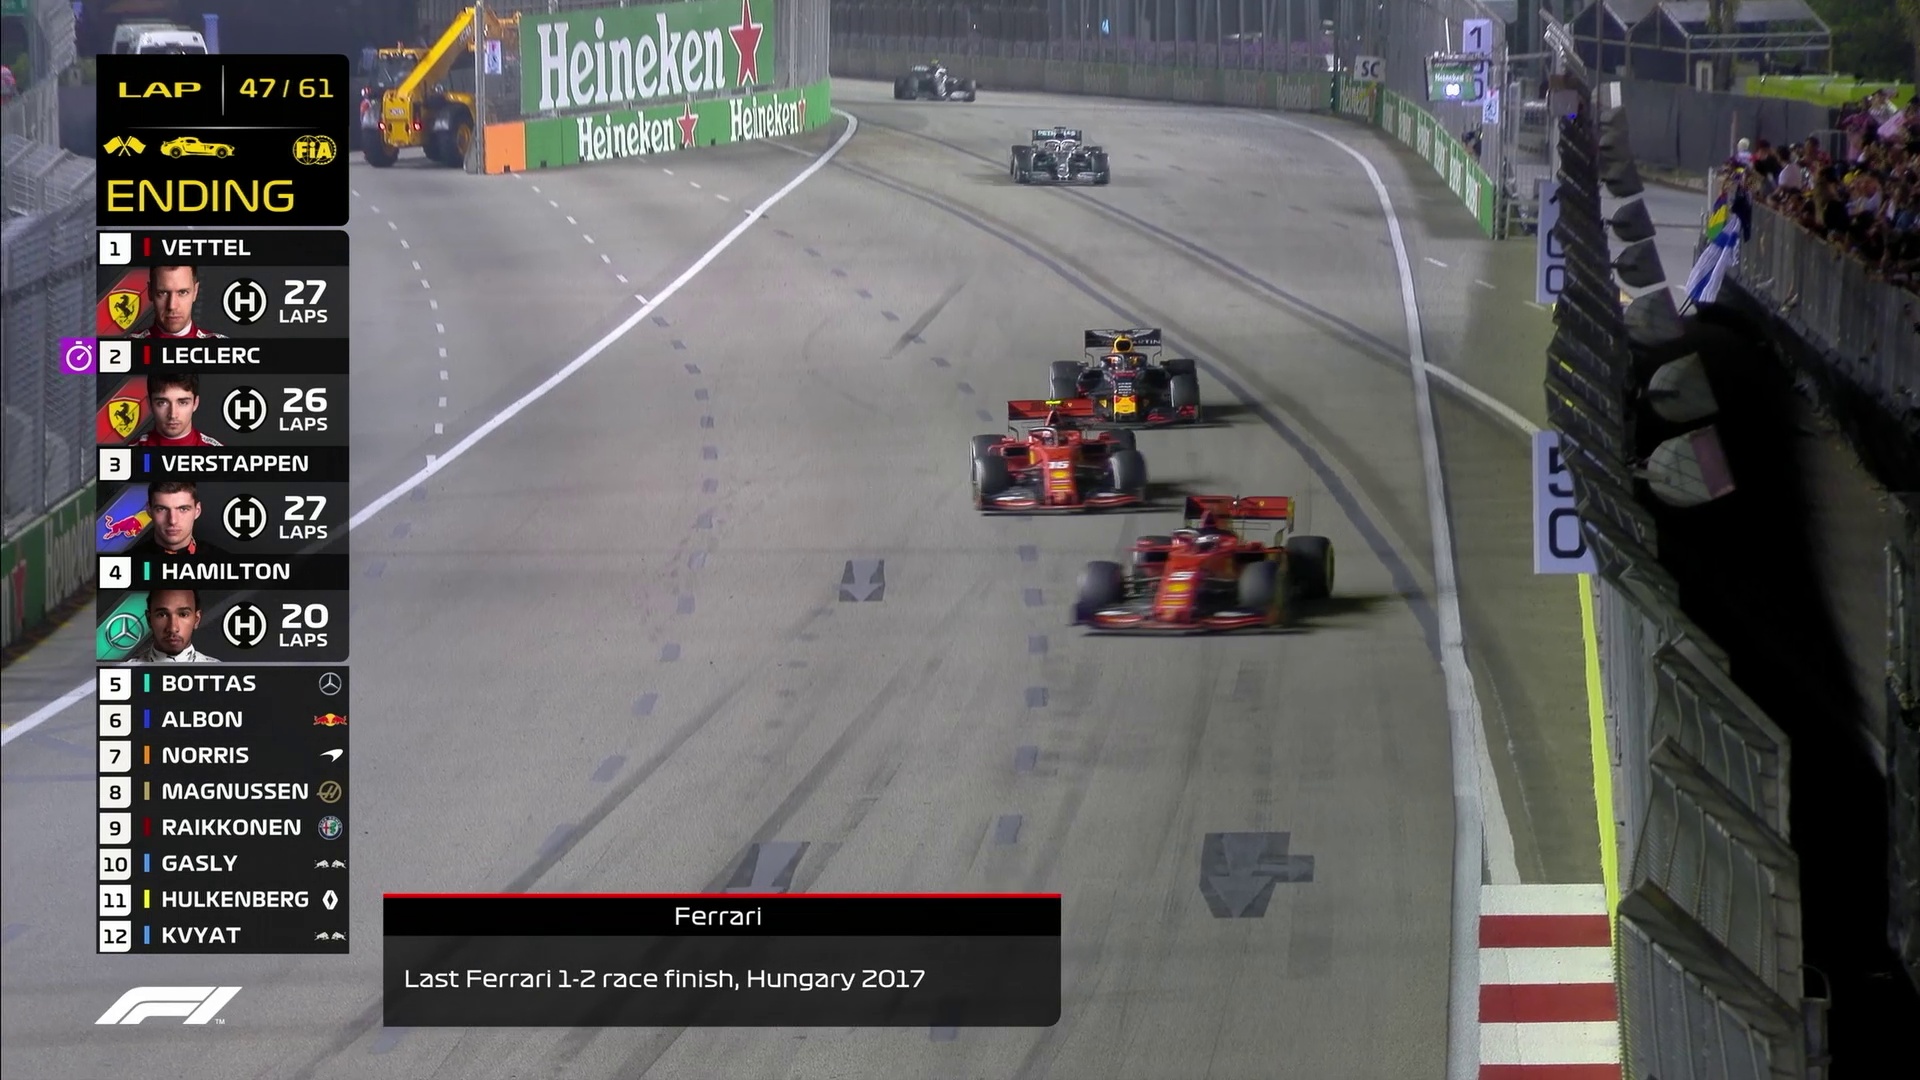 LAP 47/61
FIA
ENDING
1 VETTEL
H 27 LAPS
2 LECLERC
H 26 LAPS
3 VERSTAPPEN
H 27 LAPS
4 HAMILTON
H 20 LAPS
5 BOTTAS
6 ALBON
7 NORRIS
8 MAGNUSSEN
9 RAIKKONEN
10 GASLY
11 HULKENBERG
12 KVYAT
F1
Ferrari
Last Ferrari 1-2 race finish, Hungary 2017
Heineken
Heineken
Heineken
1
SC
50